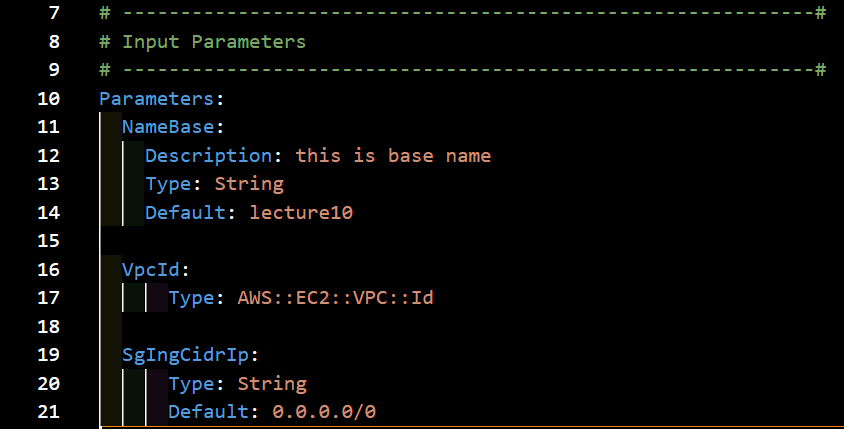 7 # ------------------------------------------------------------#
8 # Input Parameters
9 # ------------------------------------------------------------#
10 Parameters:
11   NameBase:
12     Description: this is base name
13     Type: String
14     Default: lecture10
15
16   VpcId:
17       Type: AWS::EC2::VPC::Id
18
19   SgIngCidrIp:
20       Type: String
21       Default: 0.0.0.0/0